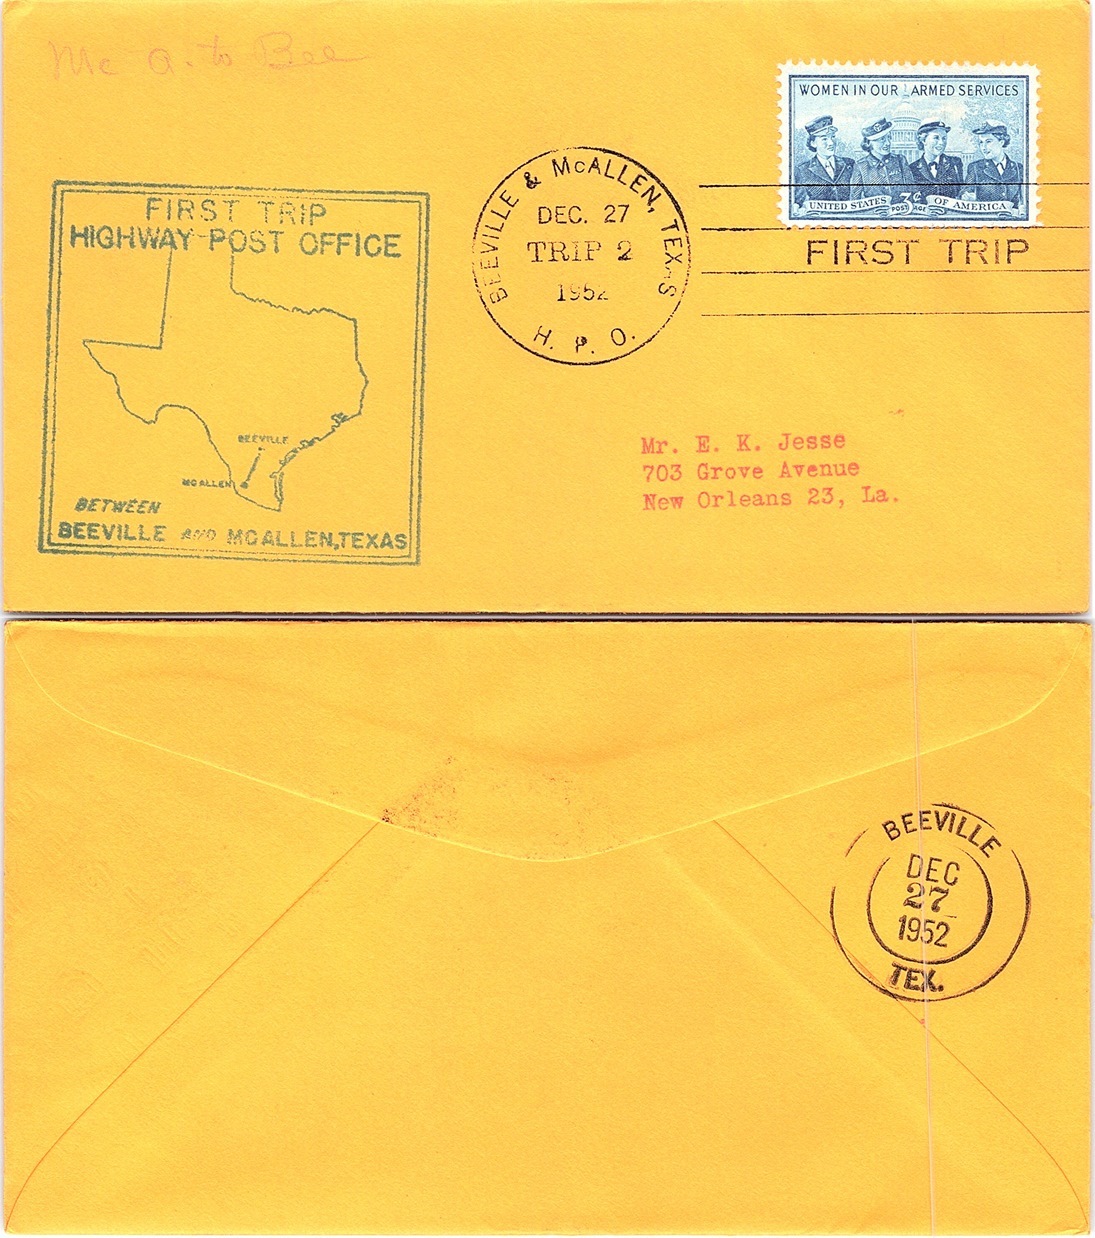 Mc A. to Bee
WOMEN IN OUR ARMED SERVICES
UNITED STATES 3¢ OF AMERICA
POSTAGE
FIRST TRIP
HIGHWAY POST OFFICE
BEEVILLE
MCALLEN
BETWEEN
BEEVILLE AND MCALLEN, TEXAS
BEEVILLE & McALLEN, TEXAS
DEC. 27
TRIP 2
1952
H. P. O.
FIRST TRIP
Mr. E. K. Jesse
703 Grove Avenue
New Orleans 23, La.
BEEVILLE
DEC
27
1952
TEX.